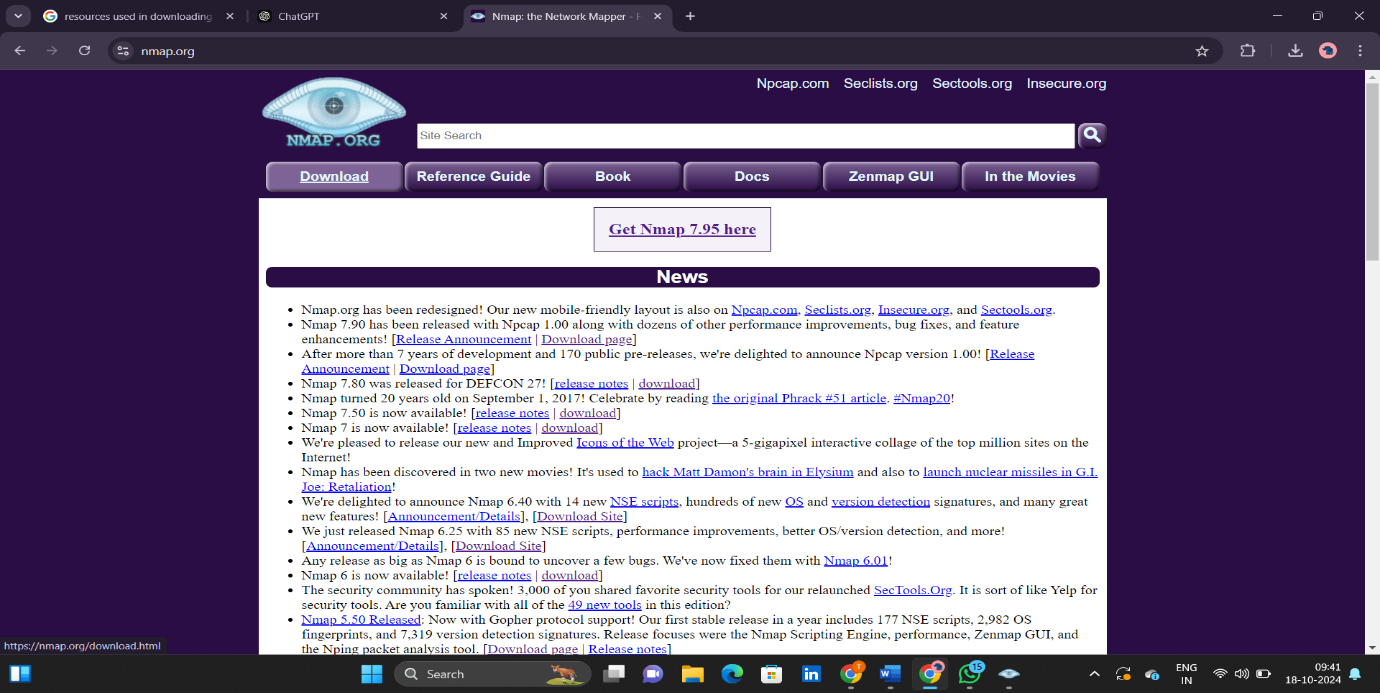 resources used in downloading
ChatGPT
Nmap: the Network Mapper -
nmap.org
NMAP.ORG
Npcap.com Seclists.org Sectools.org Insecure.org
Site Search
Download Reference Guide Book Docs Zenmap GUI In the Movies
Get Nmap 7.95 here
News
Nmap.org has been redesigned! Our new mobile-friendly layout is also on Npcap.com, Seclists.org, Insecure.org, and Sectools.org.
Nmap 7.90 has been released with Npcap 1.00 along with dozens of other performance improvements, bug fixes, and feature
enhancements! [Release Announcement | Download page]
After more than 7 years of development and 170 public pre-releases, we're delighted to announce Npcap version 1.00! [Release
Announcement | Download page]
Nmap 7.80 was released for DEFCON 27! [release notes | download]
Nmap turned 20 years old on September 1, 2017! Celebrate by reading the original Phrack #51 article. #Nmap20!
Nmap 7.50 is now available! [release notes | download]
Nmap 7 is now available! [release notes | download]
We're pleased to release our new and Improved Icons of the Web project—a 5-gigapixel interactive collage of the top million sites on the
Internet!
Nmap has been discovered in two new movies! It's used to hack Matt Damon's brain in Elysium and also to launch nuclear missiles in G.I.
Joe: Retaliation!
We're delighted to announce Nmap 6.40 with 14 new NSE scripts, hundreds of new OS and version detection signatures, and many great
new features! [Announcement/Details], [Download Site]
We just released Nmap 6.25 with 85 new NSE scripts, performance improvements, better OS/version detection, and more!
[Announcement/Details], [Download Site]
Any release as big as Nmap 6 is bound to uncover a few bugs. We've now fixed them with Nmap 6.01!
Nmap 6 is now available! [release notes | download]
The security community has spoken! 3,000 of you shared favorite security tools for our relaunched SecTools.Org. It is sort of like Yelp for
security tools. Are you familiar with all of the 49 new tools in this edition?
Nmap 5.50 Released: Now with Gopher protocol support! Our first stable release in a year includes 177 NSE scripts, 2,982 OS
fingerprints, and 7,319 version detection signatures. Release focuses were the Nmap Scripting Engine, performance, Zenmap GUI, and
the Nping packet analysis tool. [Download page | Release notes]
https://nmap.org/download.html
Search
in
T
W
15
ENG
IN
09:41
18-10-2024